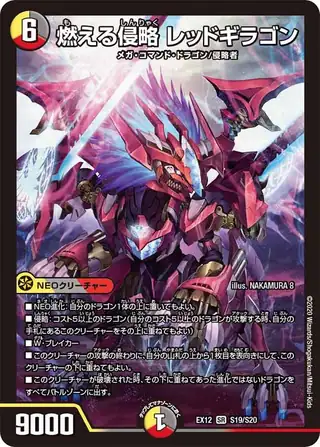 6
燃える侵略 レッドギラゴン
メガ・コマンド・ドラゴン/侵略者
illus. NAKAMURA 8
NEOクリーチャー
■NEO進化:自分のドラゴン1体の上に置いてもよい。
■侵略:コスト5以上のドラゴン(自分のコスト5以上のドラゴンが攻撃する時、自分の
手札にあるこのクリーチャーをその上に重ねてもよい)
■W・ブレイカー
■このクリーチャーの攻撃の終わりに、自分の山札の上から1枚目を表向きにして、この
クリーチャーの下に重ねてもよい。
■このクリーチャーが破壊された時、その下に重ねてあった進化ではないドラゴンを
すべてバトルゾーンに出す。
©2020 Wizards/Shogakukan/Mitsui-Kids
9000
1
EX12 SR S19/S20